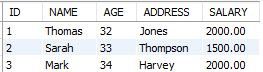 ID NAME AGE ADDRESS SALARY
1 Thomas 32 Jones 2000.00
2 Sarah 33 Thompson 1500.00
3 Mark 34 Harvey 2000.00